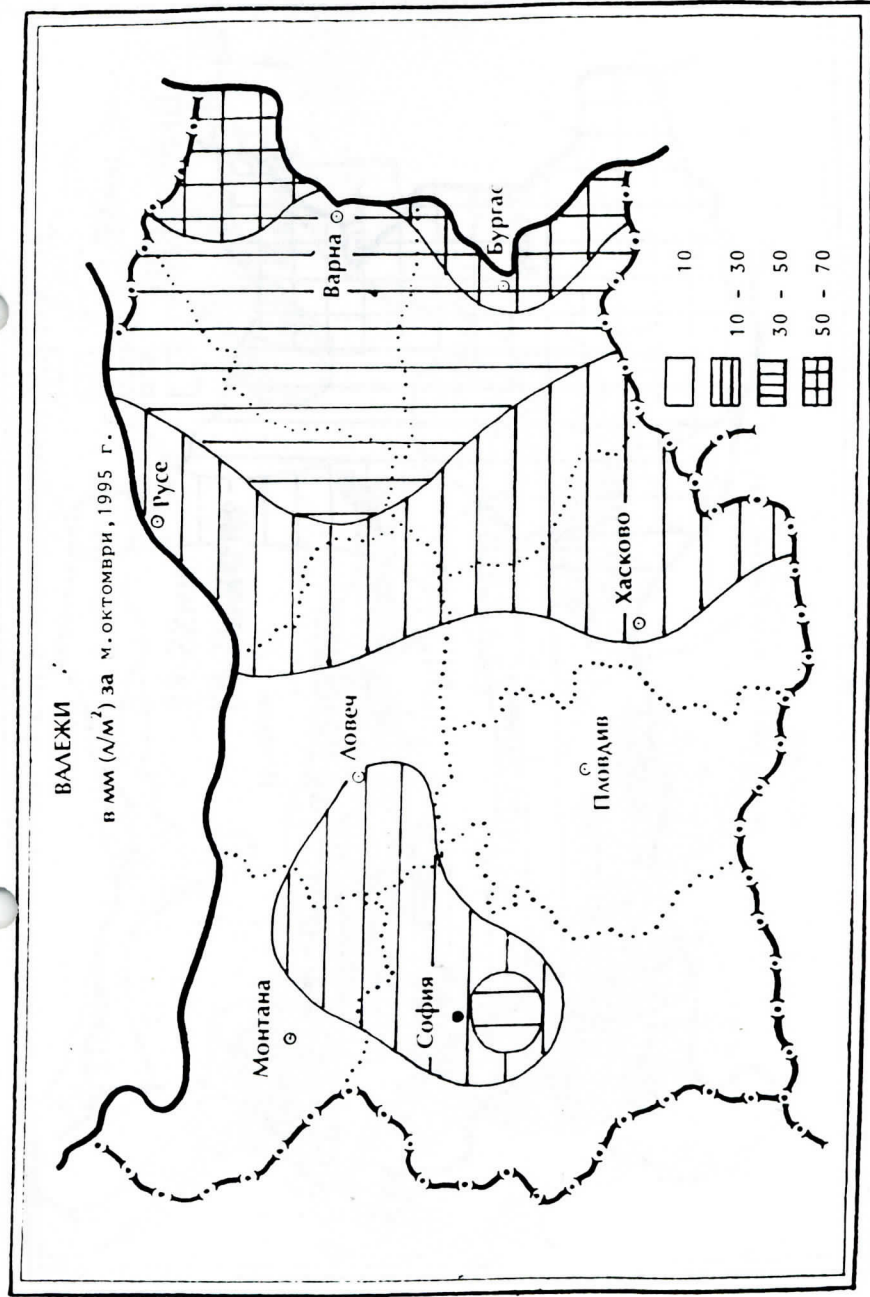 ВАЛЕЖИ
в мм (л/м²) за м. октомври, 1995 г.
Русе
Варна
Монтана
Ловеч
София
Бургас
Пловдив
Хасково
10
10 - 30
30 - 50
50 - 70